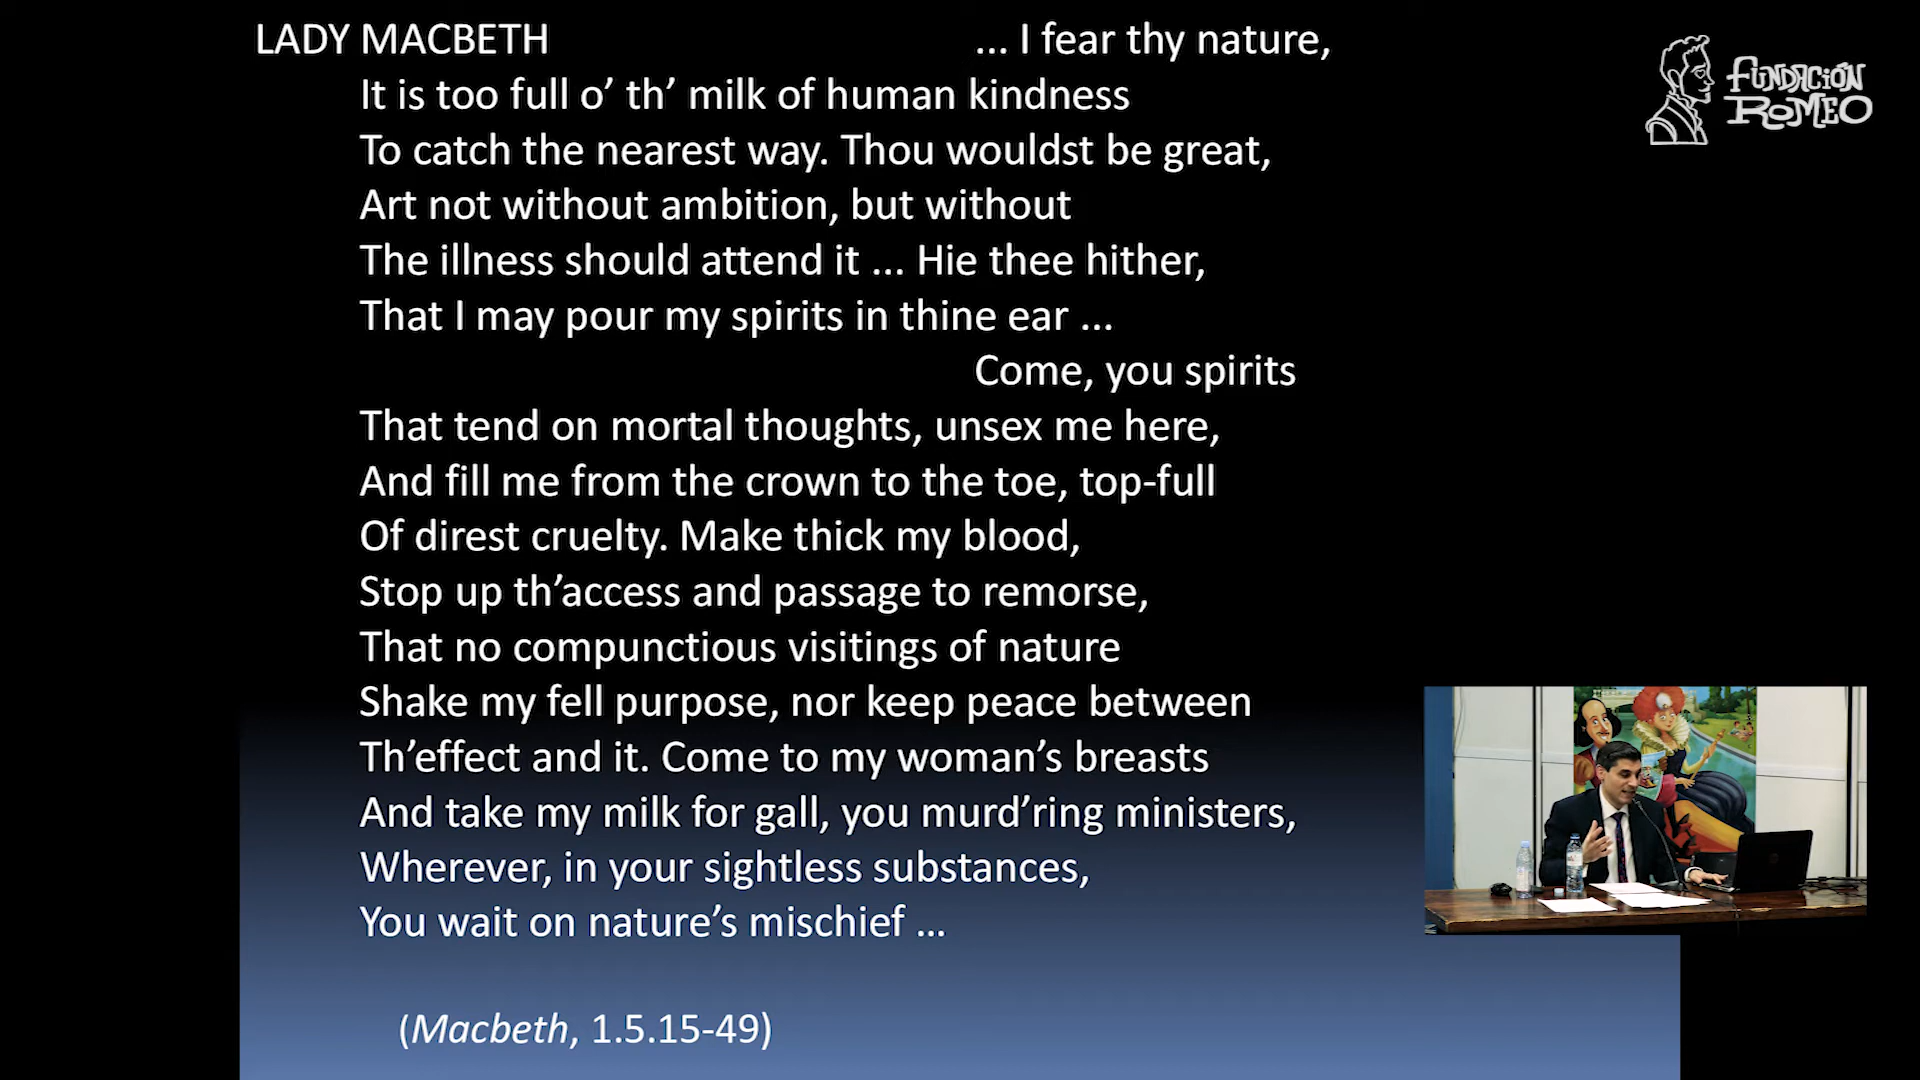 LADY MACBETH ... I fear thy nature,
It is too full o’ th’ milk of human kindness
To catch the nearest way. Thou wouldst be great,
Art not without ambition, but without
The illness should attend it ... Hie thee hither,
That I may pour my spirits in thine ear ...
Come, you spirits
That tend on mortal thoughts, unsex me here,
And fill me from the crown to the toe, top-full
Of direst cruelty. Make thick my blood,
Stop up th’access and passage to remorse,
That no compunctious visitings of nature
Shake my fell purpose, nor keep peace between
Th’effect and it. Come to my woman’s breasts
And take my milk for gall, you murd’ring ministers,
Wherever, in your sightless substances,
You wait on nature’s mischief ...
(Macbeth, 1.5.15-49)
FUNDACIÓN
ROMEO